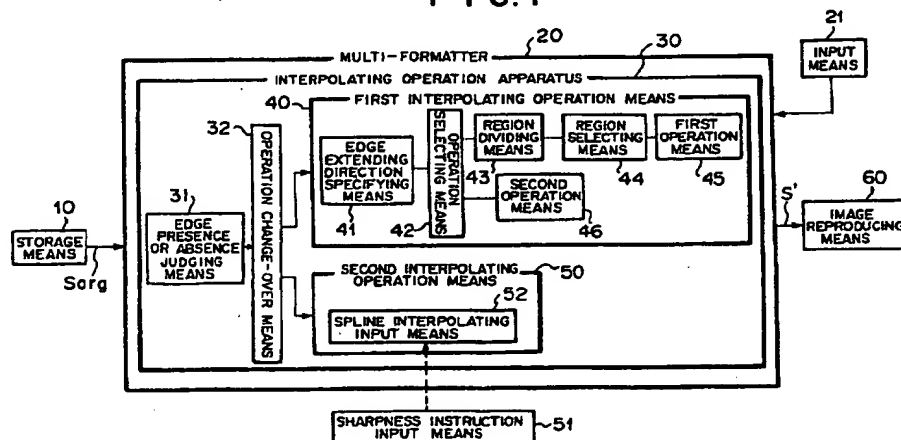 FIG.1
20
MULTI-FORMATTER
30
INTERPOLATING OPERATION APPARATUS
21
INPUT
MEANS
40
FIRST INTERPOLATING OPERATION MEANS
32
OPERATION CHANGE-OVER MEANS
EDGE
EXTENDING
DIRECTION
SPECIFYING
MEANS
41
OPERATION
SELECTING MEANS
42
REGION
DIVIDING
MEANS
43
REGION
SELECTING
MEANS
44
FIRST
OPERATION
MEANS
45
SECOND
OPERATION
MEANS
46
10
STORAGE
MEANS
Sorg
31
EDGE
PRESENCE
OR ABSENCE
JUDGING
MEANS
50
SECOND INTERPOLATING
OPERATION MEANS
52
SPLINE INTERPOLATING
INPUT MEANS
S'
60
IMAGE
REPRODUCING
MEANS
SHARPNESS INSTRUCTION
INPUT MEANS
51